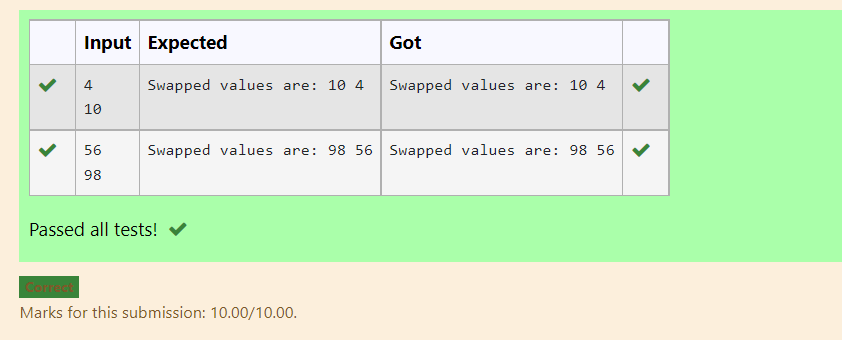 Input Expected Got
4 Swapped values are: 10 4 Swapped values are: 10 4
10
56 Swapped values are: 98 56 Swapped values are: 98 56
98
Passed all tests!
Correct
Marks for this submission: 10.00/10.00.